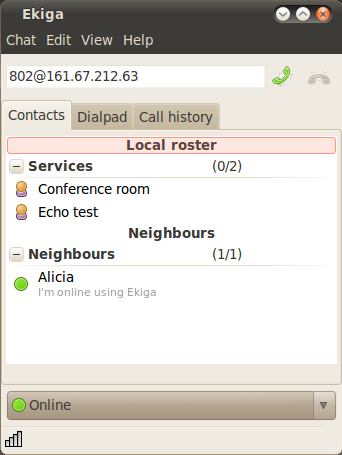 Ekiga
Chat Edit View Help
802@161.67.212.63
Contacts Dialpad Call history
Local roster
Services (0/2)
Conference room
Echo test
Neighbours
Neighbours (1/1)
Alicia
I'm online using Ekiga
Online